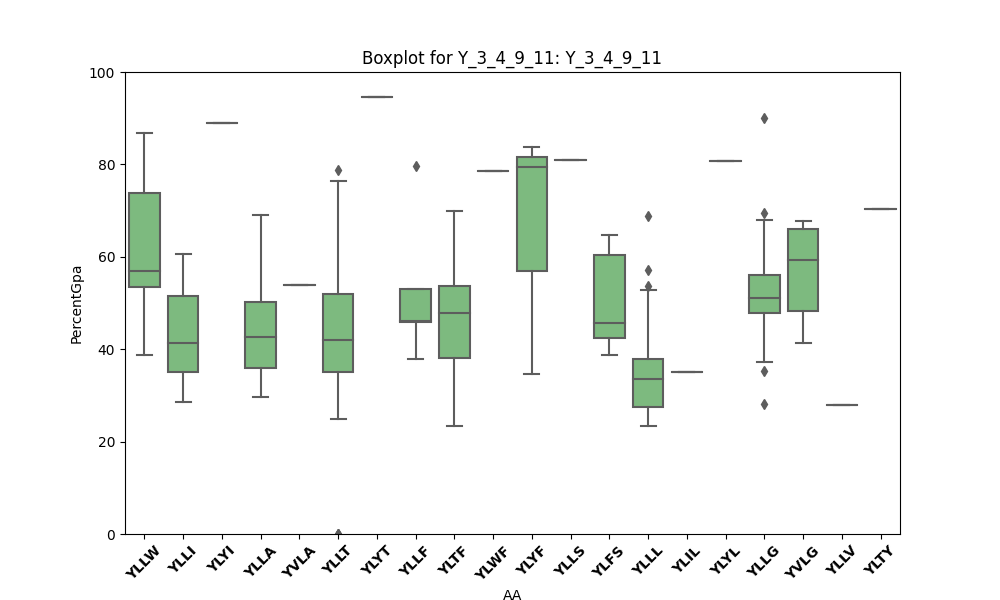 Boxplot for Y_3_4_9_11: Y_3_4_9_11
100
80
60
40
20
0
PercentGpa
YLLW YLLI YLYI YLLA YVLA YLLT YLYT YLLF YLTF YLWF YLYF YLLS YLFS YLLL YLIL YLYL YLLG YVLG YLLV YLTY
AA